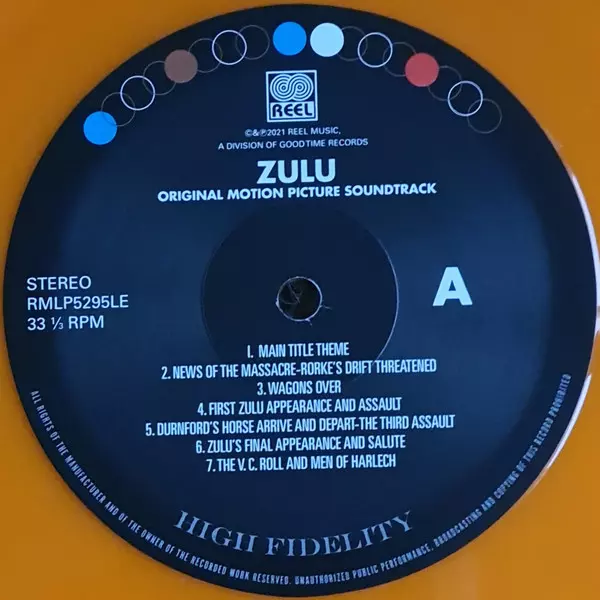 REEL
©&℗2021 REEL MUSIC,
A DIVISION OF GOODTIME RECORDS
ZULU
ORIGINAL MOTION PICTURE SOUNDTRACK
STEREO
RMLP5295LE
33 ⅓ RPM
A
1. MAIN TITLE THEME
2. NEWS OF THE MASSACRE-RORKE'S DRIFT THREATENED
3. WAGONS OVER
4. FIRST ZULU APPEARANCE AND ASSAULT
5. DURNFORD'S HORSE ARRIVE AND DEPART-THE THIRD ASSAULT
6. ZULU'S FINAL APPEARANCE AND SALUTE
7. THE V. C. ROLL AND MEN OF HARLECH
HIGH FIDELITY
ALL RIGHTS OF THE MANUFACTURER AND OF THE OWNER OF THE RECORDED WORK RESERVED. UNAUTHORIZED PUBLIC PERFORMANCE, BROADCASTING AND COPYING OF THIS RECORD PROHIBITED